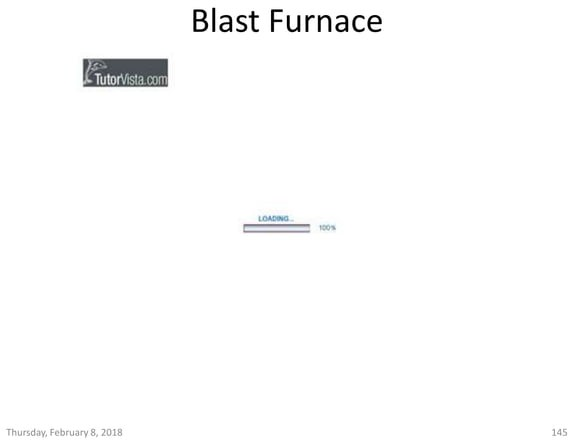 Blast Furnace
TutorVista.com
LOADING...
100%
Thursday, February 8, 2018
145